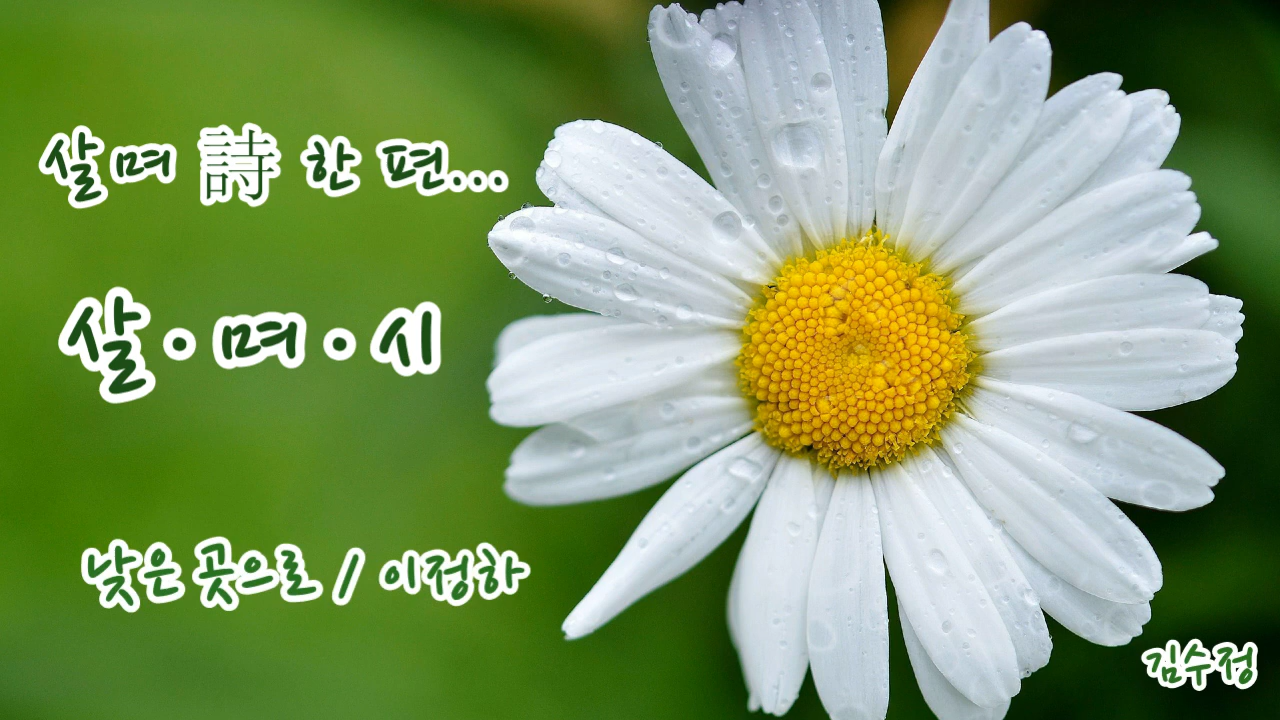 살며 詩 한 편...
살·며·시
낮은 곳으로 / 이정하
김수정